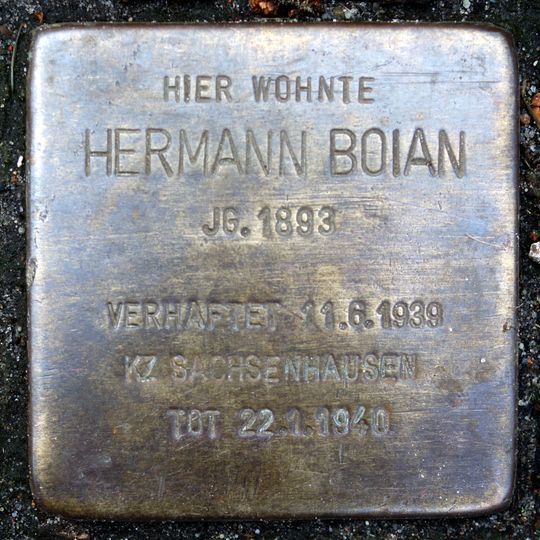 HIER WOHNTE
HERMANN BOIAN
JG. 1893
VERHAFTET 11.6.1939
KZ SACHSENHAUSEN
TOT 22.1.1940